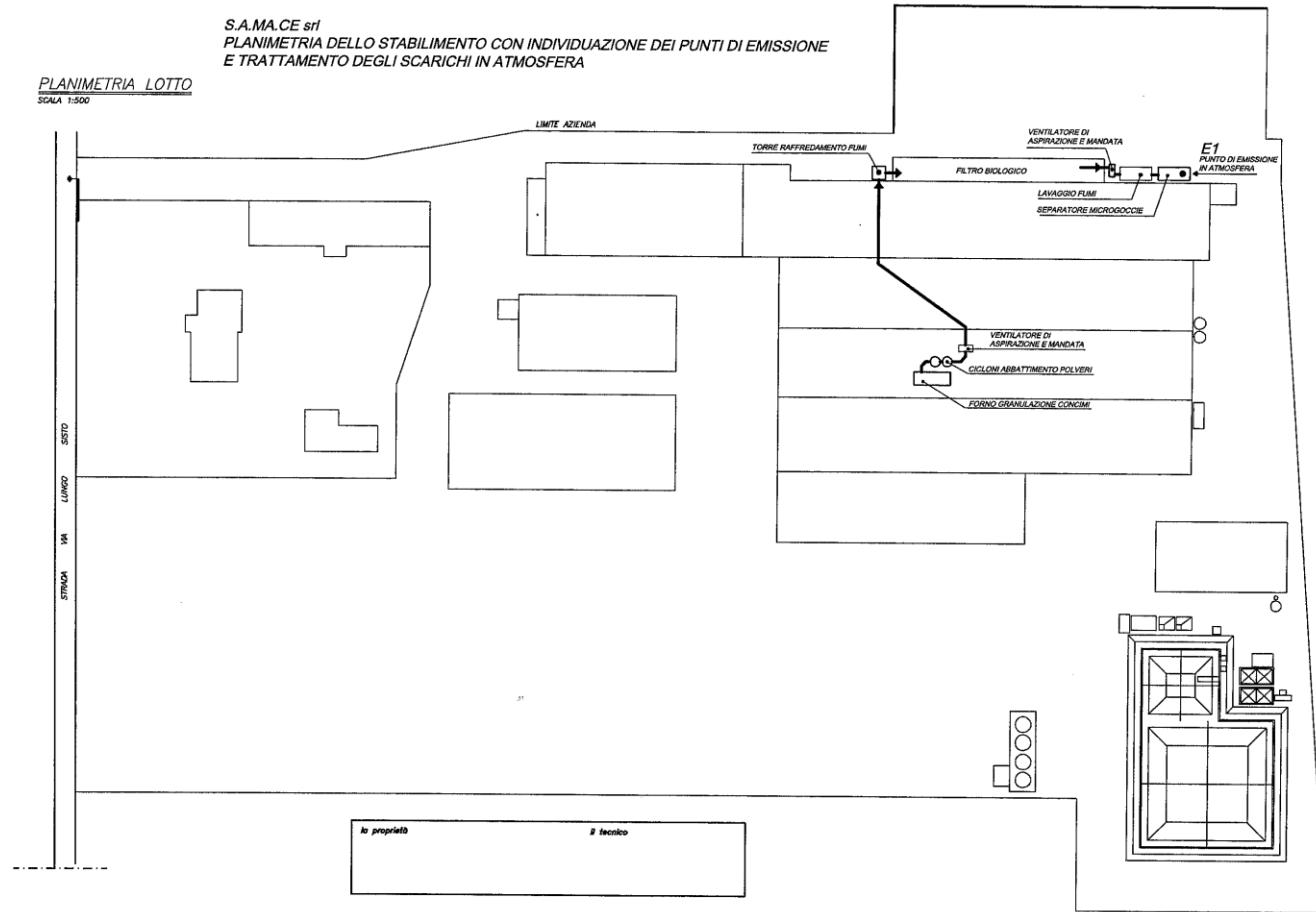 S.A.MA.CE srl
PLANIMETRIA DELLO STABILIMENTO CON INDIVIDUAZIONE DEI PUNTI DI EMISSIONE
E TRATTAMENTO DEGLI SCARICHI IN ATMOSFERA
PLANIMETRIA LOTTO
SCALA 1:500
LIMITE AZIENDA
TORRE RAFFREDAMENTO FUMI
FILTRO BIOLOGICO
VENTILATORE DI
ASPIRAZIONE E MANDATA
E1
PUNTO DI EMISSIONE
IN ATMOSFERA
LAVAGGIO FUMI
SEPARATORE MICROGOCCIE
VENTILATORE DI
ASPIRAZIONE E MANDATA
CICLONI ABBATTIMENTO POLVERI
FORNO GRANULAZIONE CONCIMI
STRADA VIA LUNGO SISTO
la proprietà
il tecnico